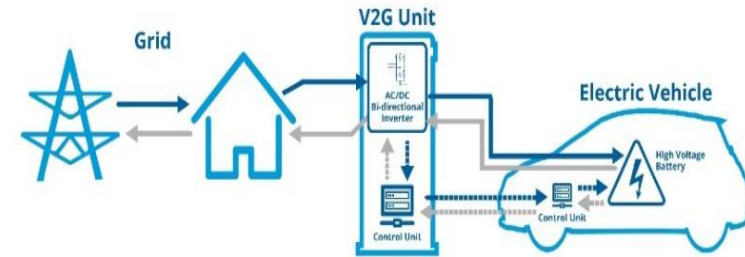 V2G Unit
Grid
AC/DC
Bi-directional
Inverter
Electric Vehicle
High Voltage
Battery
Control Unit
Control Unit